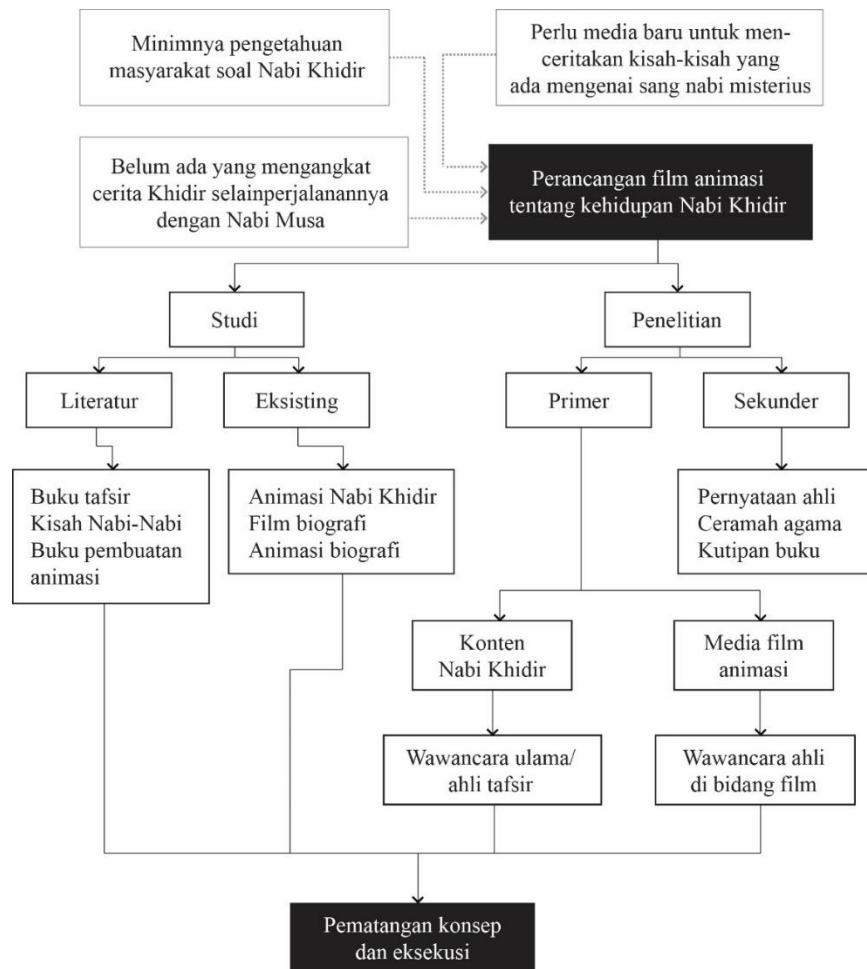 Minimnya pengetahuan
masyarakat soal Nabi Khidir
Perlu media baru untuk men-
ceritakan kisah-kisah yang
ada mengenai sang nabi misterius
Belum ada yang mengangkat
cerita Khidir selainperjalanannya
dengan Nabi Musa
Perancangan film animasi
tentang kehidupan Nabi Khidir
Studi
Penelitian
Literatur
Eksisting
Primer
Sekunder
Buku tafsir
Kisah Nabi-Nabi
Buku pembuatan
animasi
Animasi Nabi Khidir
Film biografi
Animasi biografi
Pernyataan ahli
Ceramah agama
Kutipan buku
Konten
Nabi Khidir
Media film
animasi
Wawancara ulama/
ahli tafsir
Wawancara ahli
di bidang film
Pematangan konsep
dan eksekusi